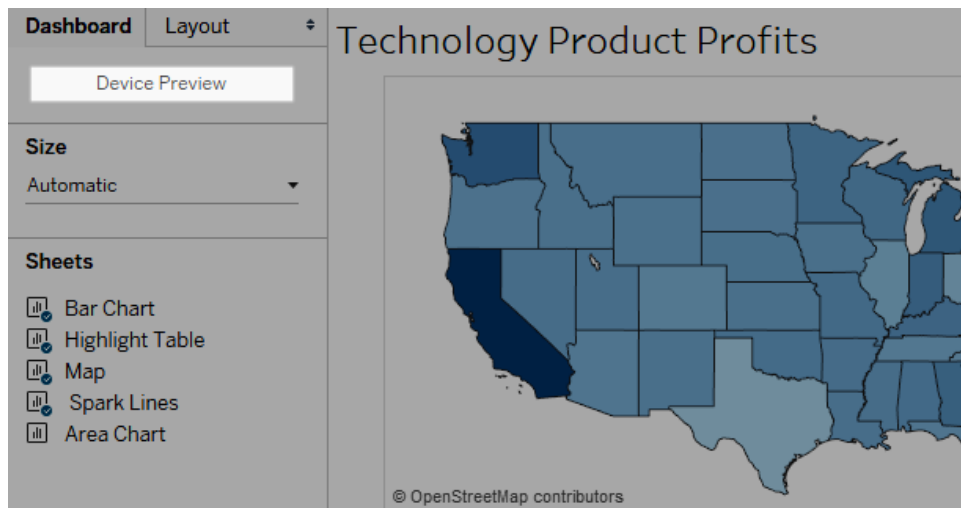 Dashboard Layout
Device Preview
Size
Automatic
Sheets
Bar Chart
Highlight Table
Map
Spark Lines
Area Chart
Technology Product Profits
© OpenStreetMap contributors